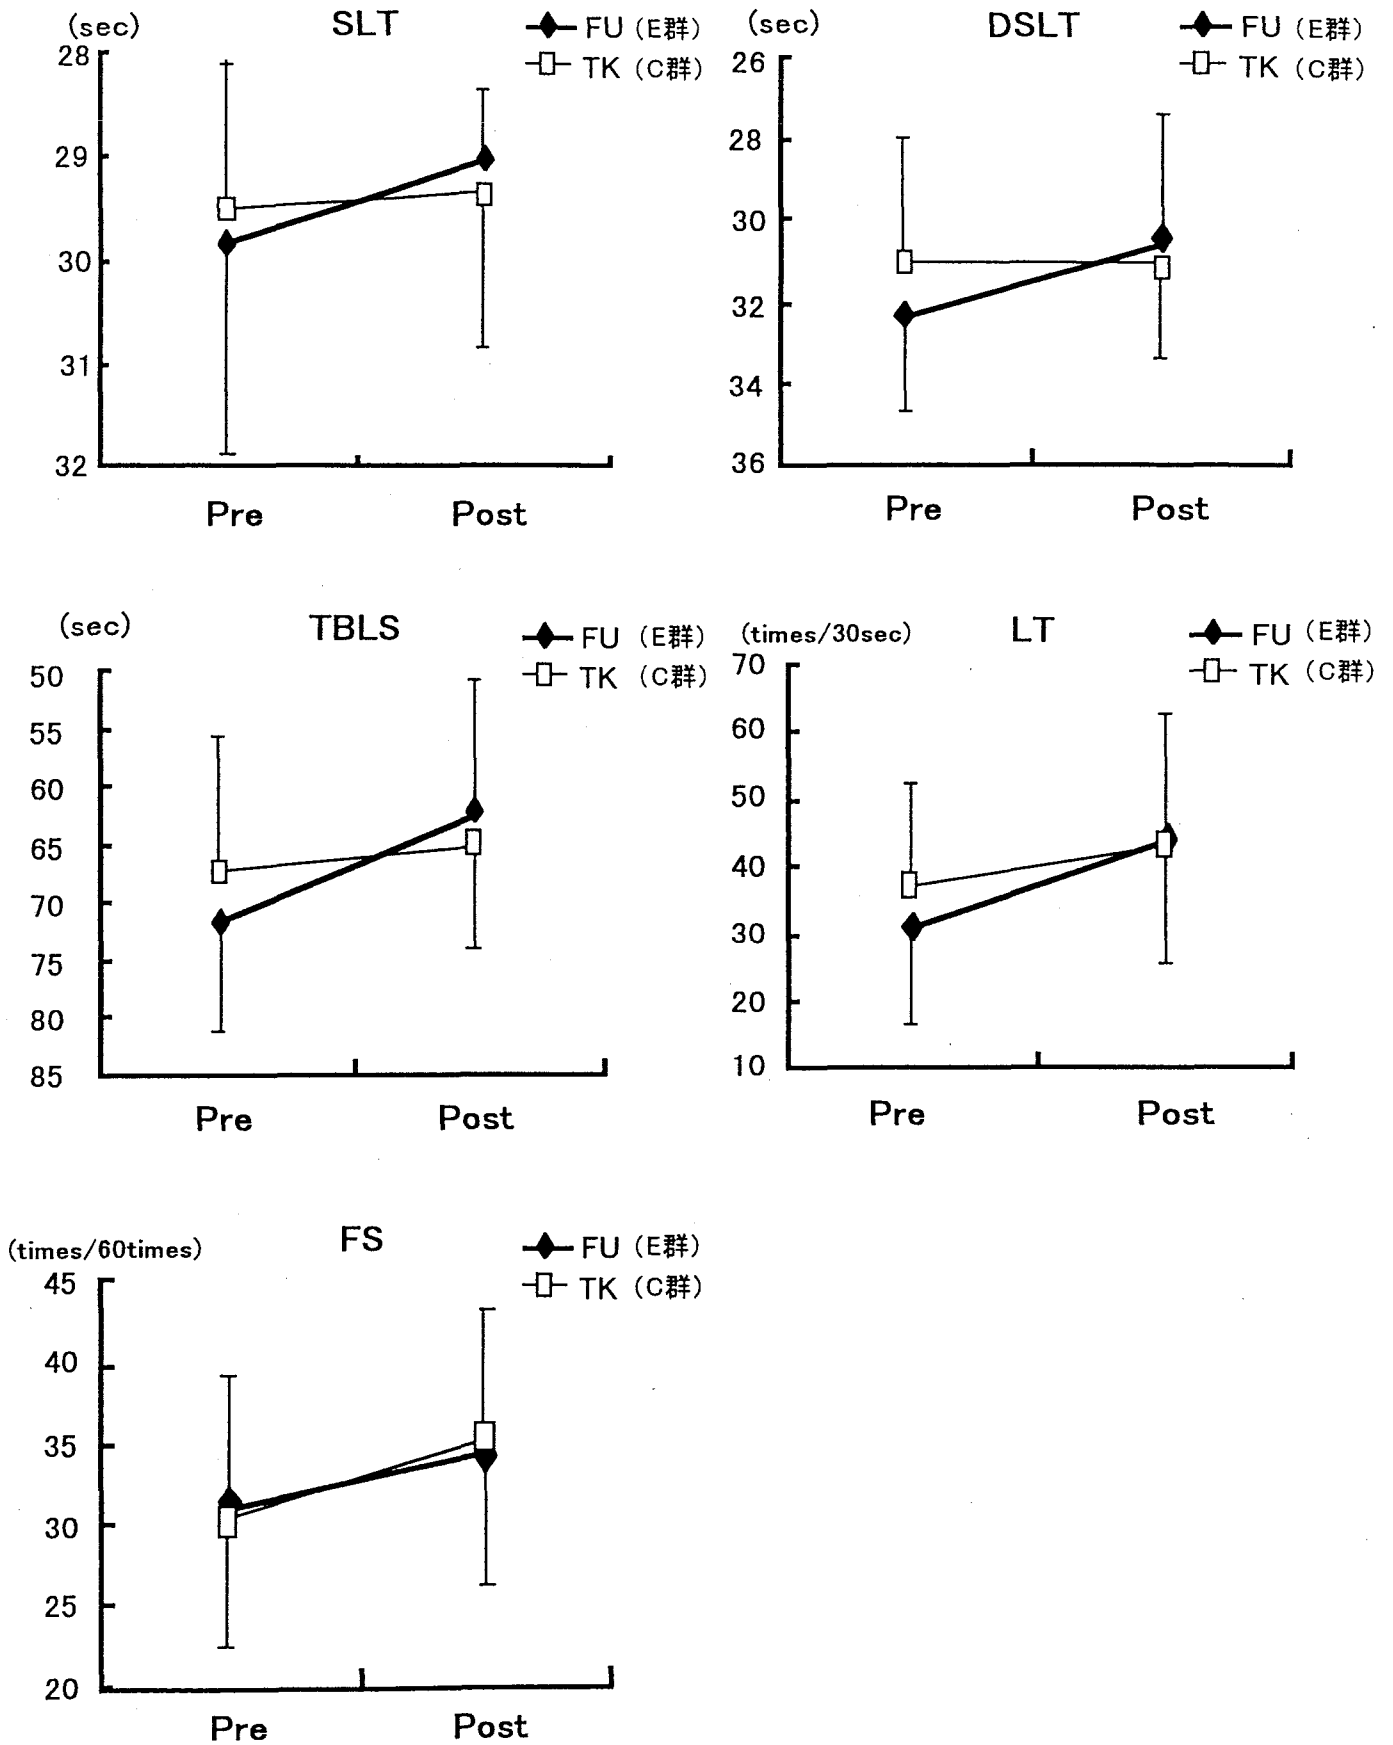 (sec)
SLT
FU (E群)
TK (C群)
28
29
30
31
32
Pre
Post
(sec)
DSLT
FU (E群)
TK (C群)
26
28
30
32
34
36
Pre
Post
(sec)
TBLS
FU (E群)
TK (C群)
50
55
60
65
70
75
80
85
Pre
Post
(times/30sec)
LT
FU (E群)
TK (C群)
70
60
50
40
30
20
10
Pre
Post
(times/60times)
FS
FU (E群)
TK (C群)
45
40
35
30
25
20
Pre
Post